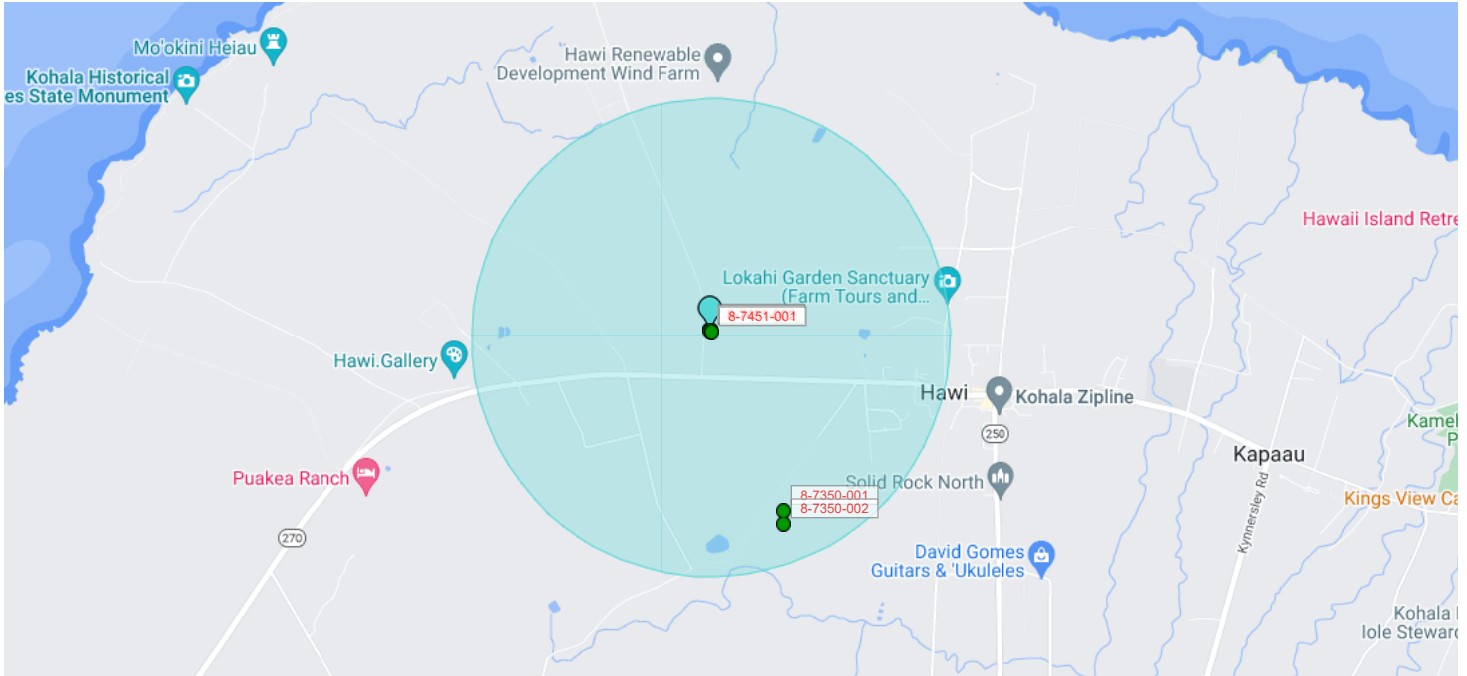 Mo'okini Heiau
Kohala Historical
es State Monument
Hawi Renewable
Development Wind Farm
Hawaii Island Retre
Lokahi Garden Sanctuary
(Farm Tours and...
8-7451-001
Hawi.Gallery
Hawi
Kohala Zipline
250
Kapaau
Kameh
P
Puakea Ranch
Solid Rock North
8-7350-001
8-7350-002
Kings View Ca
Kynnersley Rd
270
David Gomes
Guitars & 'Ukuleles
Kohala I
Iole Steward